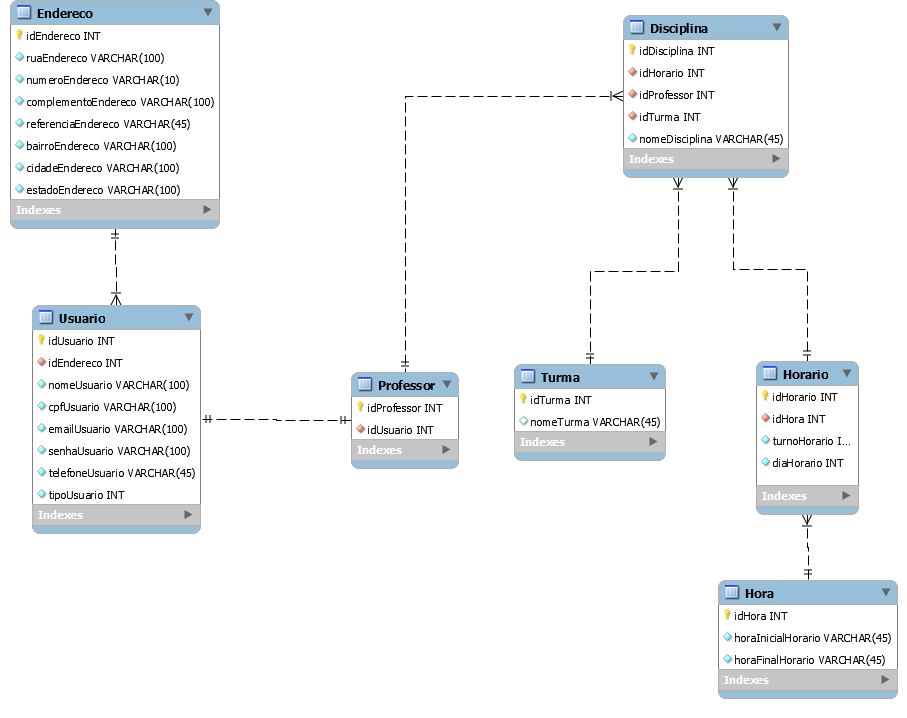 Endereco
idEndereco INT
ruaEndereco VARCHAR(100)
numeroEndereco VARCHAR(10)
complementoEndereco VARCHAR(100)
referenciaEndereco VARCHAR(45)
bairroEndereco VARCHAR(100)
cidadeEndereco VARCHAR(100)
estadoEndereco VARCHAR(100)
Indexes
Disciplina
idDisciplina INT
idHorario INT
idProfessor INT
idTurma INT
nomeDisciplina VARCHAR(45)
Indexes
Usuario
idUsuario INT
idEndereco INT
nomeUsuario VARCHAR(100)
cpfUsuario VARCHAR(100)
emailUsuario VARCHAR(100)
senhaUsuario VARCHAR(100)
telefoneUsuario VARCHAR(45)
tipoUsuario INT
Indexes
Professor
idProfessor INT
idUsuario INT
Indexes
Turma
idTurma INT
nomeTurma VARCHAR(45)
Indexes
Horario
idHorario INT
idHora INT
turnoHorario I...
diaHorario INT
Indexes
Hora
idHora INT
horaInicialHorario VARCHAR(45)
horaFinalHorario VARCHAR(45)
Indexes